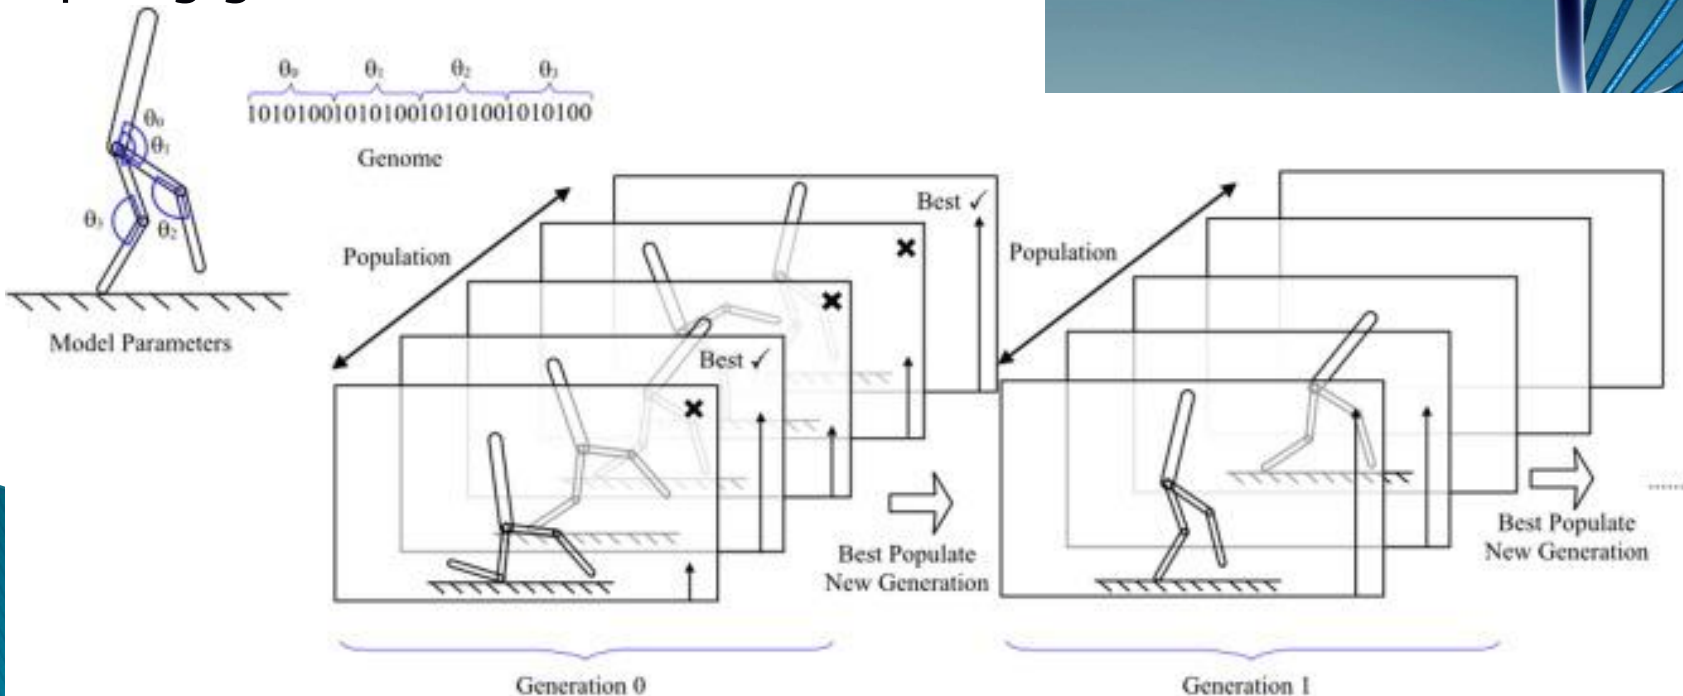 θ₀ θ₁ θ₂ θ₃
1010100101010010101001010100
Genome
θ₀
θ₁
θ₃
θ₂
Model Parameters
Population
Best ✓
Best ✓
Population
Best Populate
New Generation
Best Populate
New Generation
......
Generation 0
Generation 1